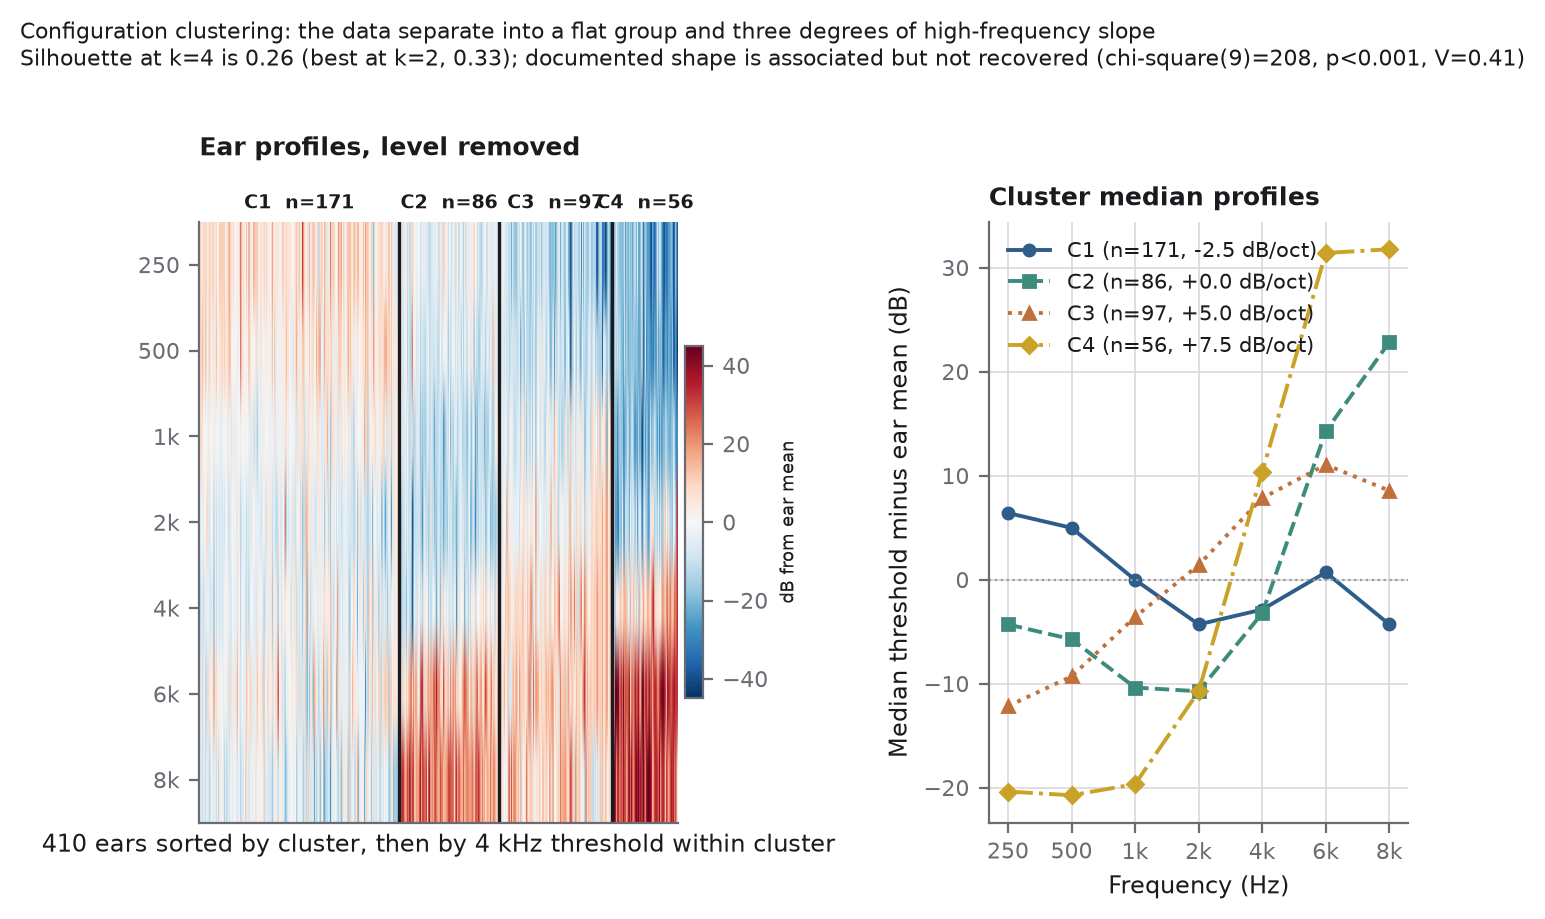 Configuration clustering: the data separate into a flat group and three degrees of high-frequency slope
Silhouette at k=4 is 0.26 (best at k=2, 0.33); documented shape is associated but not recovered (chi-square(9)=208, p<0.001, V=0.41)
Ear profiles, level removed
C1 n=171
C2 n=86
C3 n=97
C4 n=56
250
500
1k
2k
4k
6k
8k
410 ears sorted by cluster, then by 4 kHz threshold within cluster
40
20
0
−20
−40
dB from ear mean
Cluster median profiles
C1 (n=171, -2.5 dB/oct)
C2 (n=86, +0.0 dB/oct)
C3 (n=97, +5.0 dB/oct)
C4 (n=56, +7.5 dB/oct)
Median threshold minus ear mean (dB)
30
20
10
0
−10
−20
250 500 1k 2k 4k 6k 8k
Frequency (Hz)